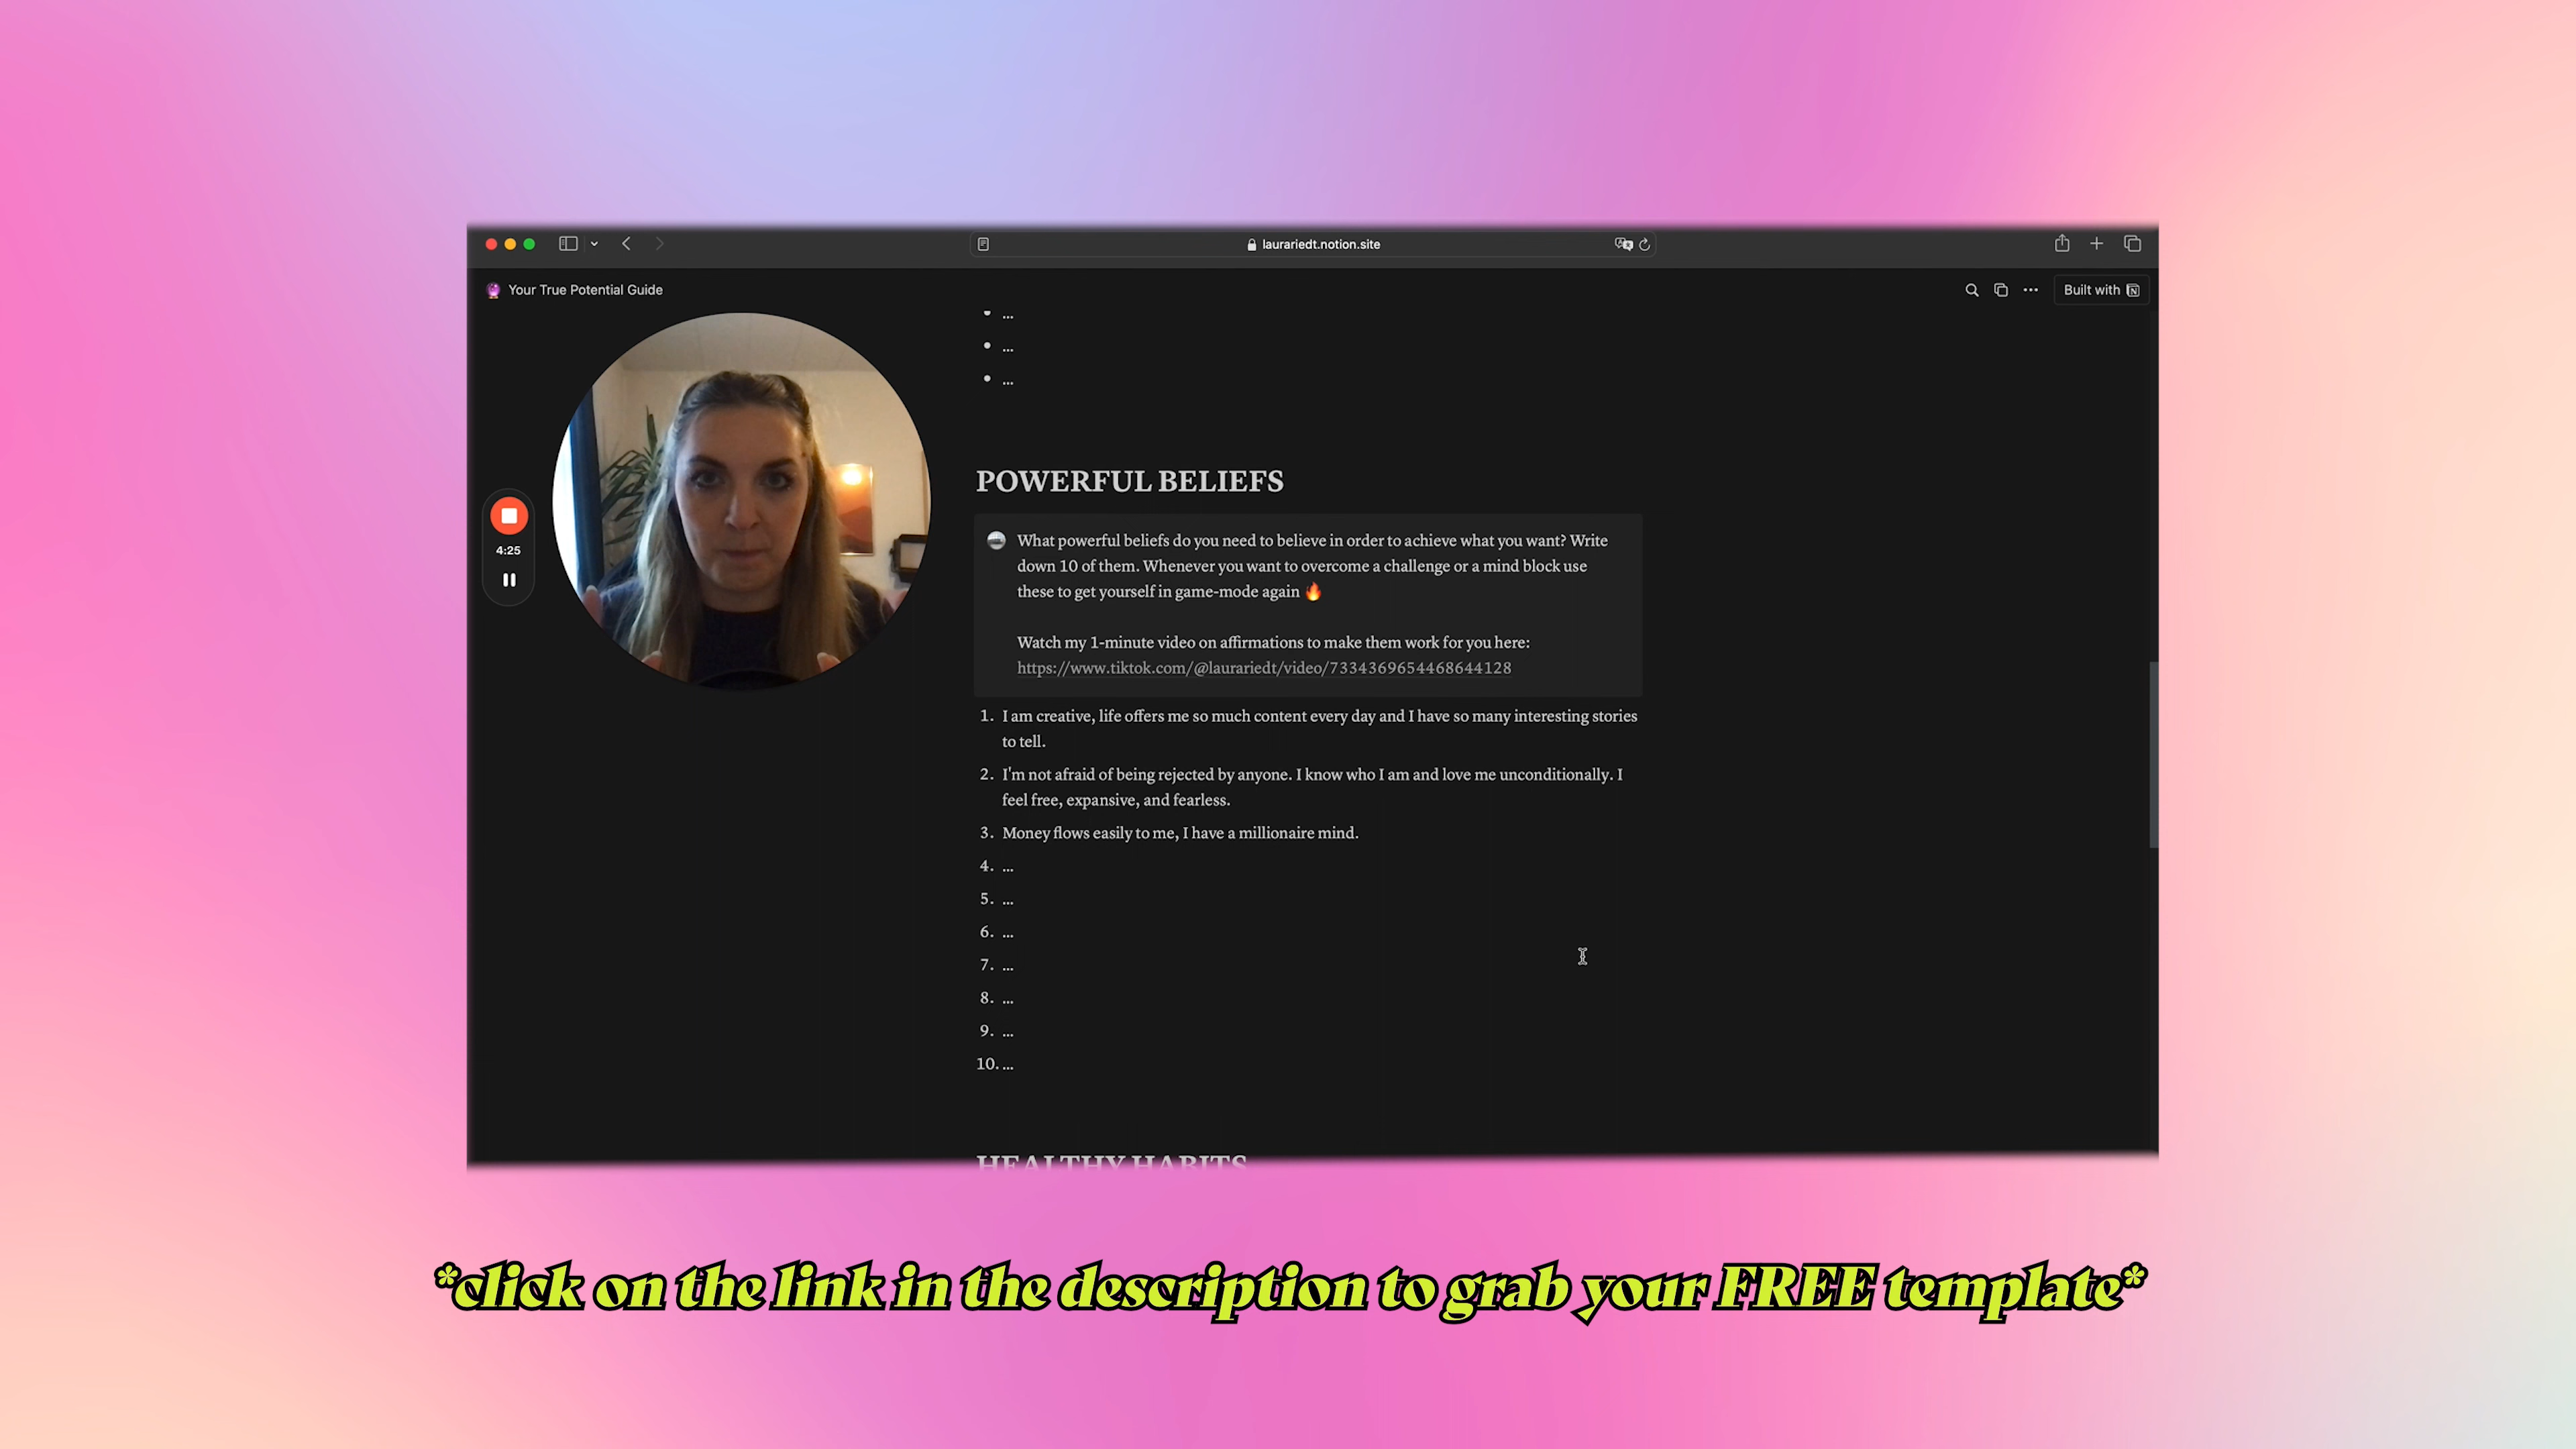 laurariedt.notion.site
Your True Potential Guide
Built with
...
...
...
POWERFUL BELIEFS
What powerful beliefs do you need to believe in order to achieve what you want? Write
down 10 of them. Whenever you want to overcome a challenge or a mind block use
these to get yourself in game-mode again 🔥
Watch my 1-minute video on affirmations to make them work for you here:
https://www.tiktok.com/@laurariedt/video/7334369654468644128
4:25
1. I am creative, life offers me so much content every day and I have so many interesting stories
to tell.
2. I'm not afraid of being rejected by anyone. I know who I am and love me unconditionally. I
feel free, expansive, and fearless.
3. Money flows easily to me, I have a millionaire mind.
4. ...
5. ...
6. ...
7. ...
8. ...
9. ...
10. ...
HEALTHY HABITS
*click on the link in the description to grab your FREE template*